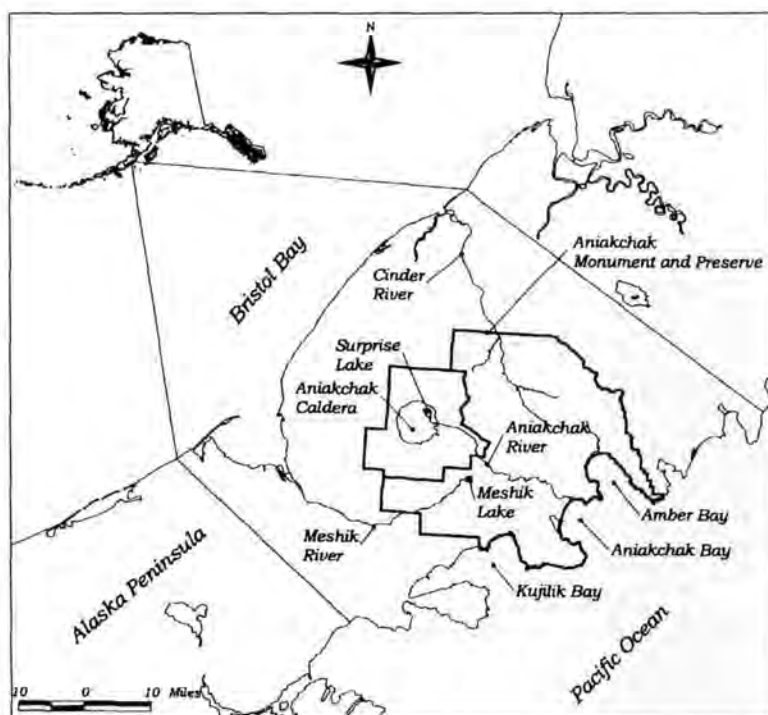 N
Aniakchak
Monument and Preserve
Bristol Bay
Cinder
River
Surprise
Lake
Aniakchak
Caldera
Aniakchak
River
Meshik
Lake
Amber Bay
Meshik
River
Aniakchak Bay
Kujilik Bay
Alaska Peninsula
Pacific Ocean
10 0 10 Miles